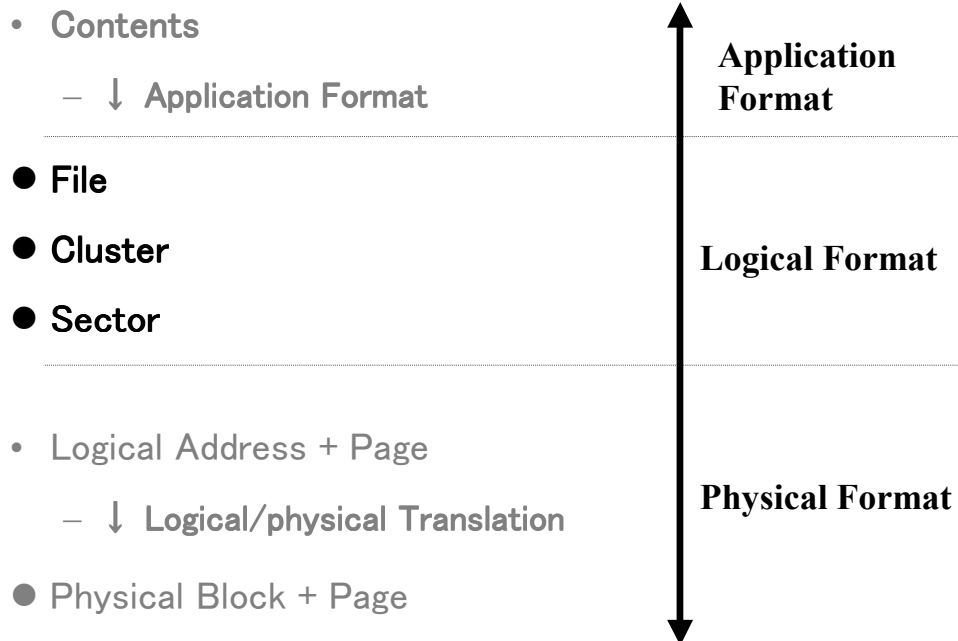 • Contents
– ↓ Application Format
Application
Format
● File
● Cluster
● Sector
Logical Format
• Logical Address + Page
– ↓ Logical/physical Translation
● Physical Block + Page
Physical Format